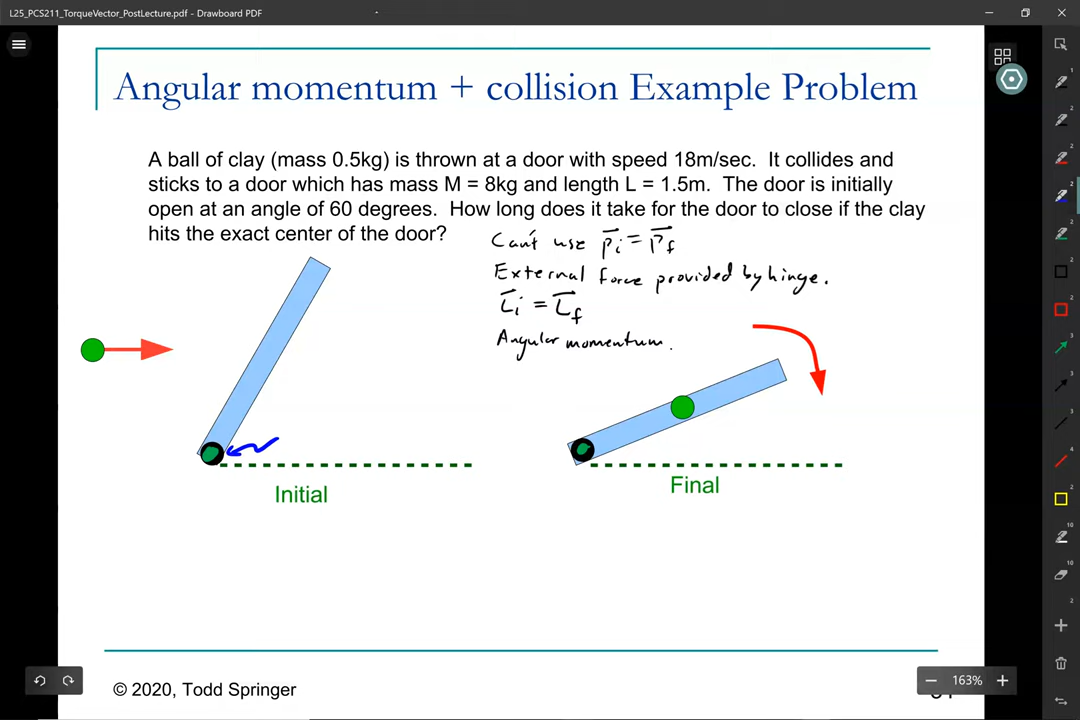 L25_PCS211_TorqueVector_PostLecture.pdf - Drawboard PDF
Angular momentum + collision Example Problem
A ball of clay (mass 0.5kg) is thrown at a door with speed 18m/sec. It collides and
sticks to a door which has mass M = 8kg and length L = 1.5m. The door is initially
open at an angle of 60 degrees. How long does it take for the door to close if the clay
hits the exact center of the door?
Can't use p⃗i = p⃗f
External force provided by hinge.
L⃗i = L⃗f
Angular momentum.
Initial
Final
© 2020, Todd Springer
163%